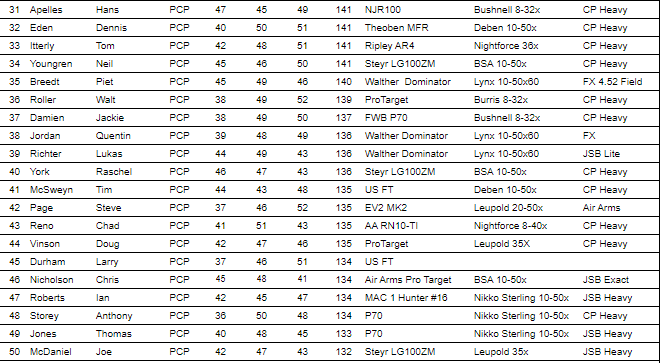 31 Apelles Hans PCP 47 45 49 141 NJR100 Bushnell 8-32x CP Heavy
32 Eden Dennis PCP 40 50 51 141 Theoben MFR Deben 10-50x CP Heavy
33 Itterly Tom PCP 42 48 51 141 Ripley AR4 Nightforce 36x CP Heavy
34 Youngren Neil PCP 45 46 50 141 Steyr LG100ZM BSA 10-50x CP Heavy
35 Breedt Piet PCP 45 49 46 140 Walther Dominator Lynx 10-50x60 FX 4.52 Field
36 Roller Walt PCP 38 49 52 139 ProTarget Burris 8-32x CP Heavy
37 Damien Jackie PCP 38 49 50 137 FWB P70 Bushnell 8-32x CP Heavy
38 Jordan Quentin PCP 39 48 49 136 Walther Dominator Lynx 10-50x60 FX
39 Richter Lukas PCP 44 49 43 136 Walther Dominator Lynx 10-50x60 JSB Lite
40 York Raschel PCP 46 47 43 136 Steyr LG100ZM BSA 10-50x CP Heavy
41 McSweyn Tim PCP 44 43 48 135 US FT Deben 10-50x CP Heavy
42 Page Steve PCP 37 46 52 135 EV2 MK2 Leupold 20-50x Air Arms
43 Reno Chad PCP 41 51 43 135 AA RN10-TI Nightforce 8-40x CP Heavy
44 Vinson Doug PCP 42 47 46 135 ProTarget Leupold 35X CP Heavy
45 Durham Larry PCP 37 46 51 134 US FT
46 Nicholson Chris PCP 45 48 41 134 Air Arms Pro Target BSA 10-50x JSB Exact
47 Roberts Ian PCP 42 45 47 134 MAC 1 Hunter #16 Nikko Sterling 10-50x JSB Heavy
48 Storey Anthony PCP 36 50 48 134 P70 Nikko Sterling 10-50x CP Heavy
49 Jones Thomas PCP 40 48 45 133 P70 Nikko Sterling 10-50x JSB Heavy
50 McDaniel Joe PCP 42 47 43 132 Steyr LG100ZM Leupold 35x JSB Heavy